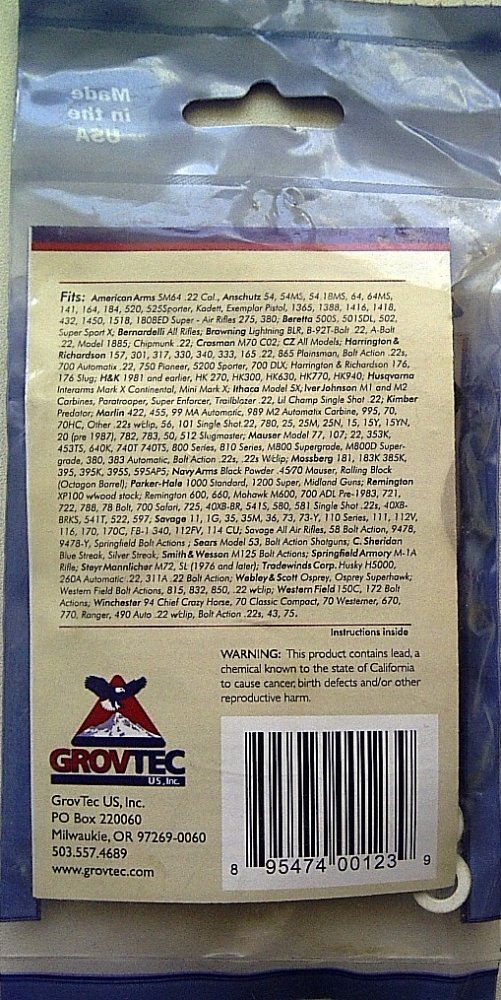 Made
in the
USA
Fits: American Arms SM64 .22 Cal., Anschutz 54, 54MS, 54.18MS, 64, 64MS,
141, 164, 184, 520, 525Sporter, Kadett, Exemplar Pistol, 1365, 1388, 1416, 1418,
432, 1450, 1518, 1808ED Super - Air Rifles 275, 380; Beretta 500S, 501SDL, 502,
Super Sport X; Bernardelli All Rifles; Browning Lightning BLR, B-92T-Bolt .22, A-Bolt
.22, Model 1885; Chipmunk .22; Crosman M70 C02; CZ All Models; Harrington &
Richardson 157, 301, 317, 330, 340, 333, 165 .22, 865 Plainsman, Bolt Action .22s,
700 Automatix .22, 750 Pioneer, 5200 Sporter, 700 DLX; Harrington & Richardson 176,
176 Slug; H&K 1981 and earlier, HK 270, HK300, HK630, HK770, HK940; Husqvarna
Interarms Mark X Continental, Mini Mark X; Ithaca Model 5X, Iver Johnson M1 and M2
Carbines, Paratrooper, Super Enforcer, Trailblazer .22, Lil Champ Single Shot .22; Kimber
Predator; Marlin 422, 455, 99 MA Automatic, 989 M2 Automatix Carbine, 995, 70,
70HC, Other .22s w\clip, 56, 101 Single Shot.22, 780, 25, 25M, 25N, 15, 15Y, 15YN,
20 (pre 1987), 782, 783, 50, 512 Slugmaster; Mauser Model 77, 107; 22, 353K,
453TS, 640K, 740T 740TS, 800 Series, 810 Series, M800 Supergrade, M800D Super-
grade, 380, 383 Automatic, Bolt Action .22s, .22s W\clip; Mossberg 181, 183K 385K,
395, 395K, 395S, 595AP5; Navy Arms Black Powder .4570 Mauser, Rolling Block
(Octagon Barrel); Parker-Hale 1000 Standard, 1200 Super, Midland Guns; Remington
XP100 w\wood stock; Remington 600, 660, Mohawk M600, 700 ADL Pre-1983, 721,
722, 788, 78 Bolt, 700 Safari, 725, 40XB-BR, 541S, 580, 581 Single Shot .22s, 40XB-
BRKS, 541T, 522, 597, Savage 11, 1G, 35, 35M, 36, 73, 73-Y, 110 Series, 111, 112V,
116, 170, 170C, FB-1-340, 112FV, 114 CU; Savage All Air Rifles, 58 Bolt Action, 947B,
947B-Y, Springfield Bolt Actions ; Sears Model 53, Bolt Action Shotguns; C. Sheridan
Blue Streak, Silver Streak, Smith & Wesson M125 Bolt Actions; Springfield Armory M-1A
Rifle; Steyr Mannlicher M72, SL (1976 and later); Tradewinds Corp. Husky H5000,
260A Automatic .22, 311A .22 Bolt Action; Webley & Scott Osprey, Osprey Superhawk;
Western Field Bolt Actions, 815, 832, 850, .22 w\clip; Western Field 150C, 172 Bolt
Actions; Winchester 94 Chief Crazy Horse, 70 Classic Compact, 70 Westerner, 670,
770, Ranger, 490 Auto .22 w\clip, Bolt Action .22s, 43, 75.
Instructions inside
WARNING: This product contains lead, a
chemical known to the state of California
to cause cancer, birth defects and/or other
reproductive harm.
GROVTEC
US, Inc.
GrovTec US, Inc.
PO Box 220060
Milwaukie, OR 97269-0060
503.557.4689
www.grovtec.com
8 95474 00123 9